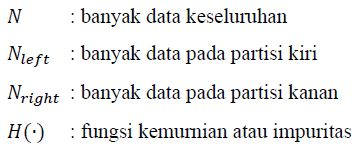 N : banyak data keseluruhan
N_left : banyak data pada partisi kiri
N_right : banyak data pada partisi kanan
H(·) : fungsi kemurnian atau impuritas